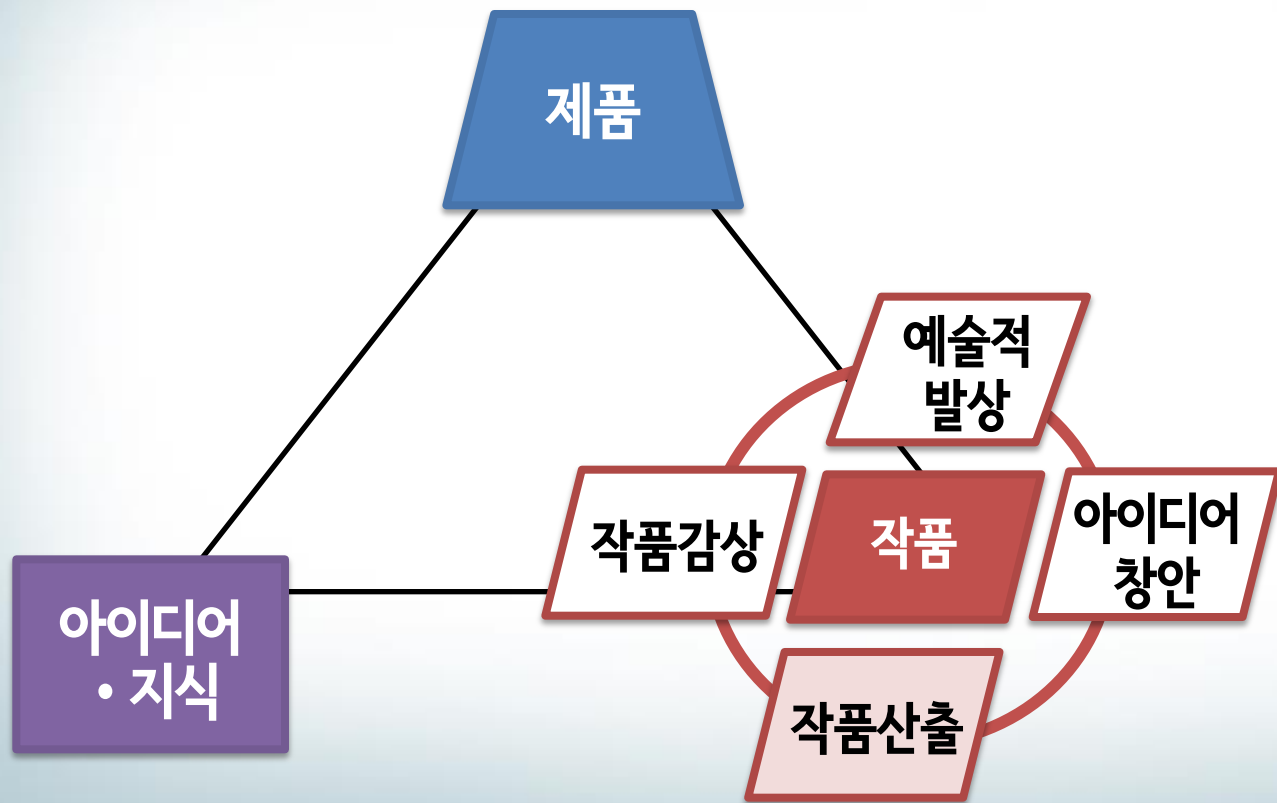 제품
예술적
발상
작품감상
작품
아이디어
창안
아이디어
• 지식
작품산출